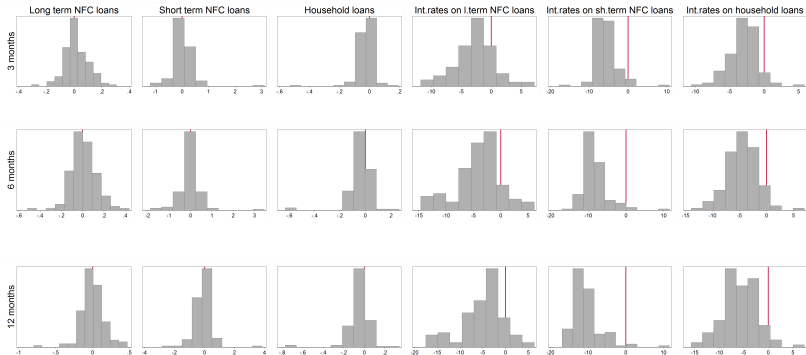 Long term NFC loans Short term NFC loans Household loans Int.rates on l.term NFC loans Int.rates on sh.term NFC loans Int.rates on household loans
3 months
-.4 -.2 0 .2 .4 -1 0 1 2 3 -.6 -.4 -.2 0 .2 -10 -5 0 5 -20 -10 0 10 -10 -5 0 5
6 months
-.6 -.4 -.2 0 .2 .4 -2 -1 0 1 2 3 -.6 -.4 -.2 0 .2 -15 -10 -5 0 5 -20 -10 0 10 -15 -10 -5 0 5
12 months
-1 -.5 0 .5 -4 -2 0 2 4 -.8 -.6 -.4 -.2 0 .2 -20 -15 -10 -5 0 5 -20 -10 0 10 -15 -10 -5 0 5